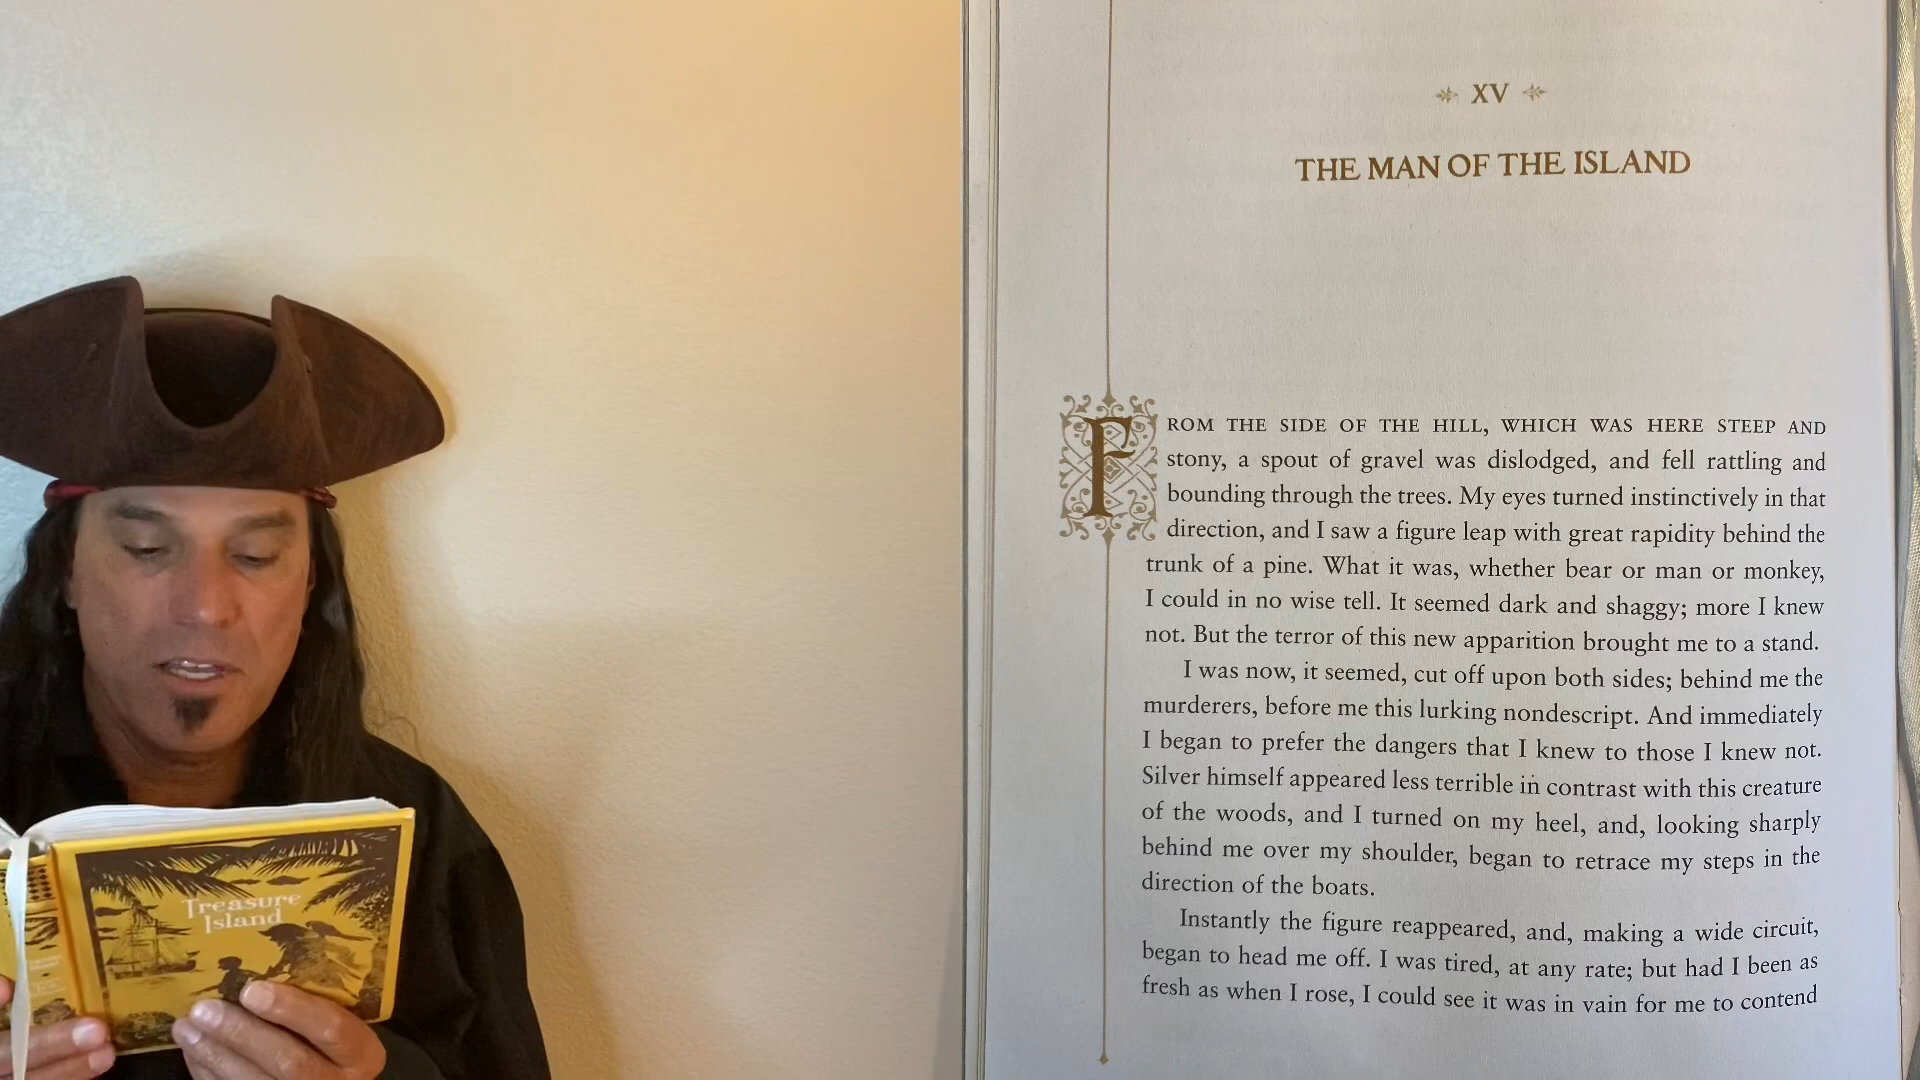 Treasure
Island
XV
THE MAN OF THE ISLAND
FROM THE SIDE OF THE HILL, WHICH WAS HERE STEEP AND
stony, a spout of gravel was dislodged, and fell rattling and
bounding through the trees. My eyes turned instinctively in that
direction, and I saw a figure leap with great rapidity behind the
trunk of a pine. What it was, whether bear or man or monkey,
I could in no wise tell. It seemed dark and shaggy; more I knew
not. But the terror of this new apparition brought me to a stand.
I was now, it seemed, cut off upon both sides; behind me the
murderers, before me this lurking nondescript. And immediately
I began to prefer the dangers that I knew to those I knew not.
Silver himself appeared less terrible in contrast with this creature
of the woods, and I turned on my heel, and, looking sharply
behind me over my shoulder, began to retrace my steps in the
direction of the boats.
Instantly the figure reappeared, and, making a wide circuit,
began to head me off. I was tired, at any rate; but had I been as
fresh as when I rose, I could see it was in vain for me to contend